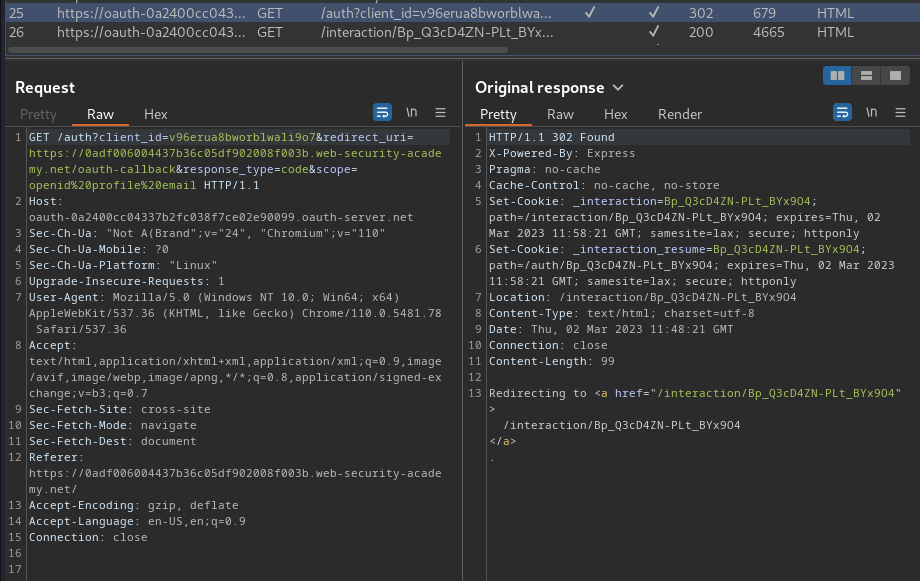 25 https://oauth-0a2400cc043... GET /auth?client_id=v96erua8bworblwa... ✓ ✓ 302 679 HTML
26 https://oauth-0a2400cc043... GET /interaction/Bp_Q3cD4ZN-PLt_BYx... ✓ 200 4665 HTML
Request
Pretty Raw Hex \n
1 GET /auth?client_id=v96erua8bworblwali9o7&redirect_uri=
https://0adf006004437b36c05df902008f003b.web-security-acade
my.net/oauth-callback&response_type=code&scope=
openid%20profile%20email HTTP/1.1
2 Host:
oauth-0a2400cc04337b2fc038f7ce02e90099.oauth-server.net
3 Sec-Ch-Ua: "Not A(Brand";v="24", "Chromium";v="110"
4 Sec-Ch-Ua-Mobile: ?0
5 Sec-Ch-Ua-Platform: "Linux"
6 Upgrade-Insecure-Requests: 1
7 User-Agent: Mozilla/5.0 (Windows NT 10.0; Win64; x64)
AppleWebKit/537.36 (KHTML, like Gecko) Chrome/110.0.5481.78
Safari/537.36
8 Accept:
text/html,application/xhtml+xml,application/xml;q=0.9,image
/avif,image/webp,image/apng,*/*;q=0.8,application/signed-ex
change;v=b3;q=0.7
9 Sec-Fetch-Site: cross-site
10 Sec-Fetch-Mode: navigate
11 Sec-Fetch-Dest: document
12 Referer:
https://0adf006004437b36c05df902008f003b.web-security-acade
my.net/
13 Accept-Encoding: gzip, deflate
14 Accept-Language: en-US,en;q=0.9
15 Connection: close
16
17
Original response
Pretty Raw Hex Render \n
1 HTTP/1.1 302 Found
2 X-Powered-By: Express
3 Pragma: no-cache
4 Cache-Control: no-cache, no-store
5 Set-Cookie: _interaction=Bp_Q3cD4ZN-PLt_BYx9O4;
path=/interaction/Bp_Q3cD4ZN-PLt_BYx9O4; expires=Thu, 02
Mar 2023 11:58:21 GMT; samesite=lax; secure; httponly
6 Set-Cookie: _interaction_resume=Bp_Q3cD4ZN-PLt_BYx9O4;
path=/auth/Bp_Q3cD4ZN-PLt_BYx9O4; expires=Thu, 02 Mar 2023
11:58:21 GMT; samesite=lax; secure; httponly
7 Location: /interaction/Bp_Q3cD4ZN-PLt_BYx9O4
8 Content-Type: text/html; charset=utf-8
9 Date: Thu, 02 Mar 2023 11:48:21 GMT
10 Connection: close
11 Content-Length: 99
12
13 Redirecting to <a href="/interaction/Bp_Q3cD4ZN-PLt_BYx9O4"
>
/interaction/Bp_Q3cD4ZN-PLt_BYx9O4
</a>
.